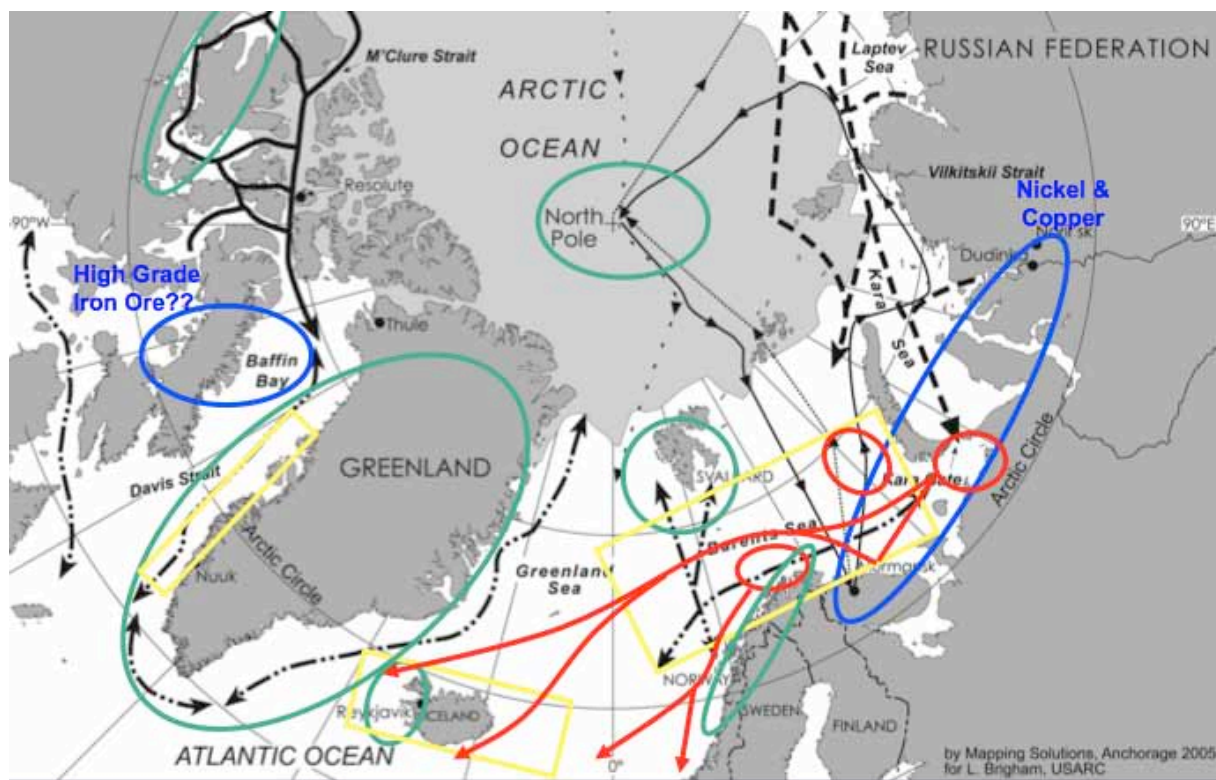 M'Clure Strait
ARCTIC
OCEAN
Laptev
Sea
RUSSIAN FEDERATION
Vilkitskii Strait
Nickel &
Copper
Resolute
90°W
North
Pole
90°E
Dudinka
High Grade
Iron Ore??
Kara
Sea
Thule
Baffin
Bay
GREENLAND
Davis Strait
SVALBARD
Arctic Circle
Barents Sea
Nuuk
Arctic Circle
Greenland
Sea
NORWAY
Reykjavik
ICELAND
SWEDEN
FINLAND
ATLANTIC OCEAN
0°
by Mapping Solutions, Anchorage 2005
for L. Brigham, USARC